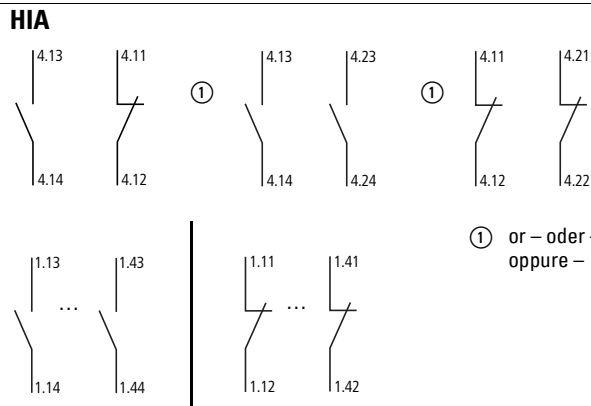 HIA
4.13 4.11 ① 4.13 4.23 ① 4.11 4.21
4.14 4.12 4.14 4.24 4.12 4.22
① or – oder –
oppure –
1.13 1.43 1.11 1.41
... ...
1.14 1.44 1.12 1.42